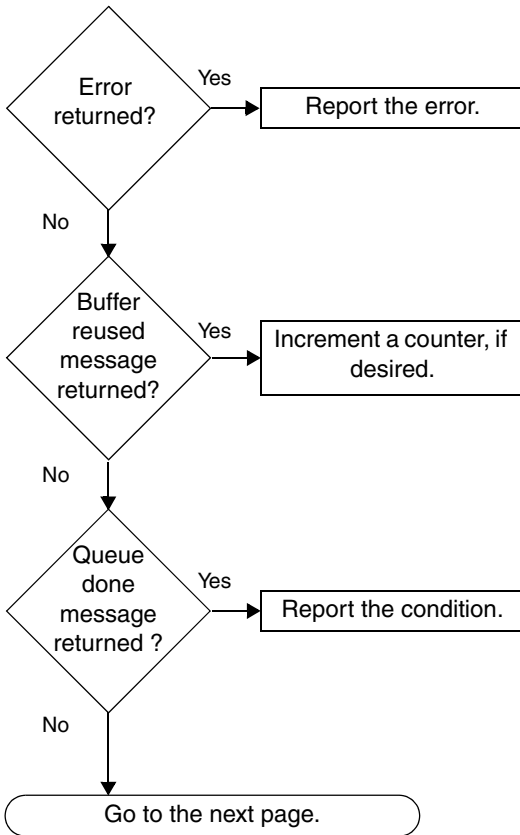 Error
returned?
Yes
Report the error.
No
Buffer
reused
message
returned?
Yes
Increment a counter, if
desired.
No
Queue
done
message
returned ?
Yes
Report the condition.
No
Go to the next page.